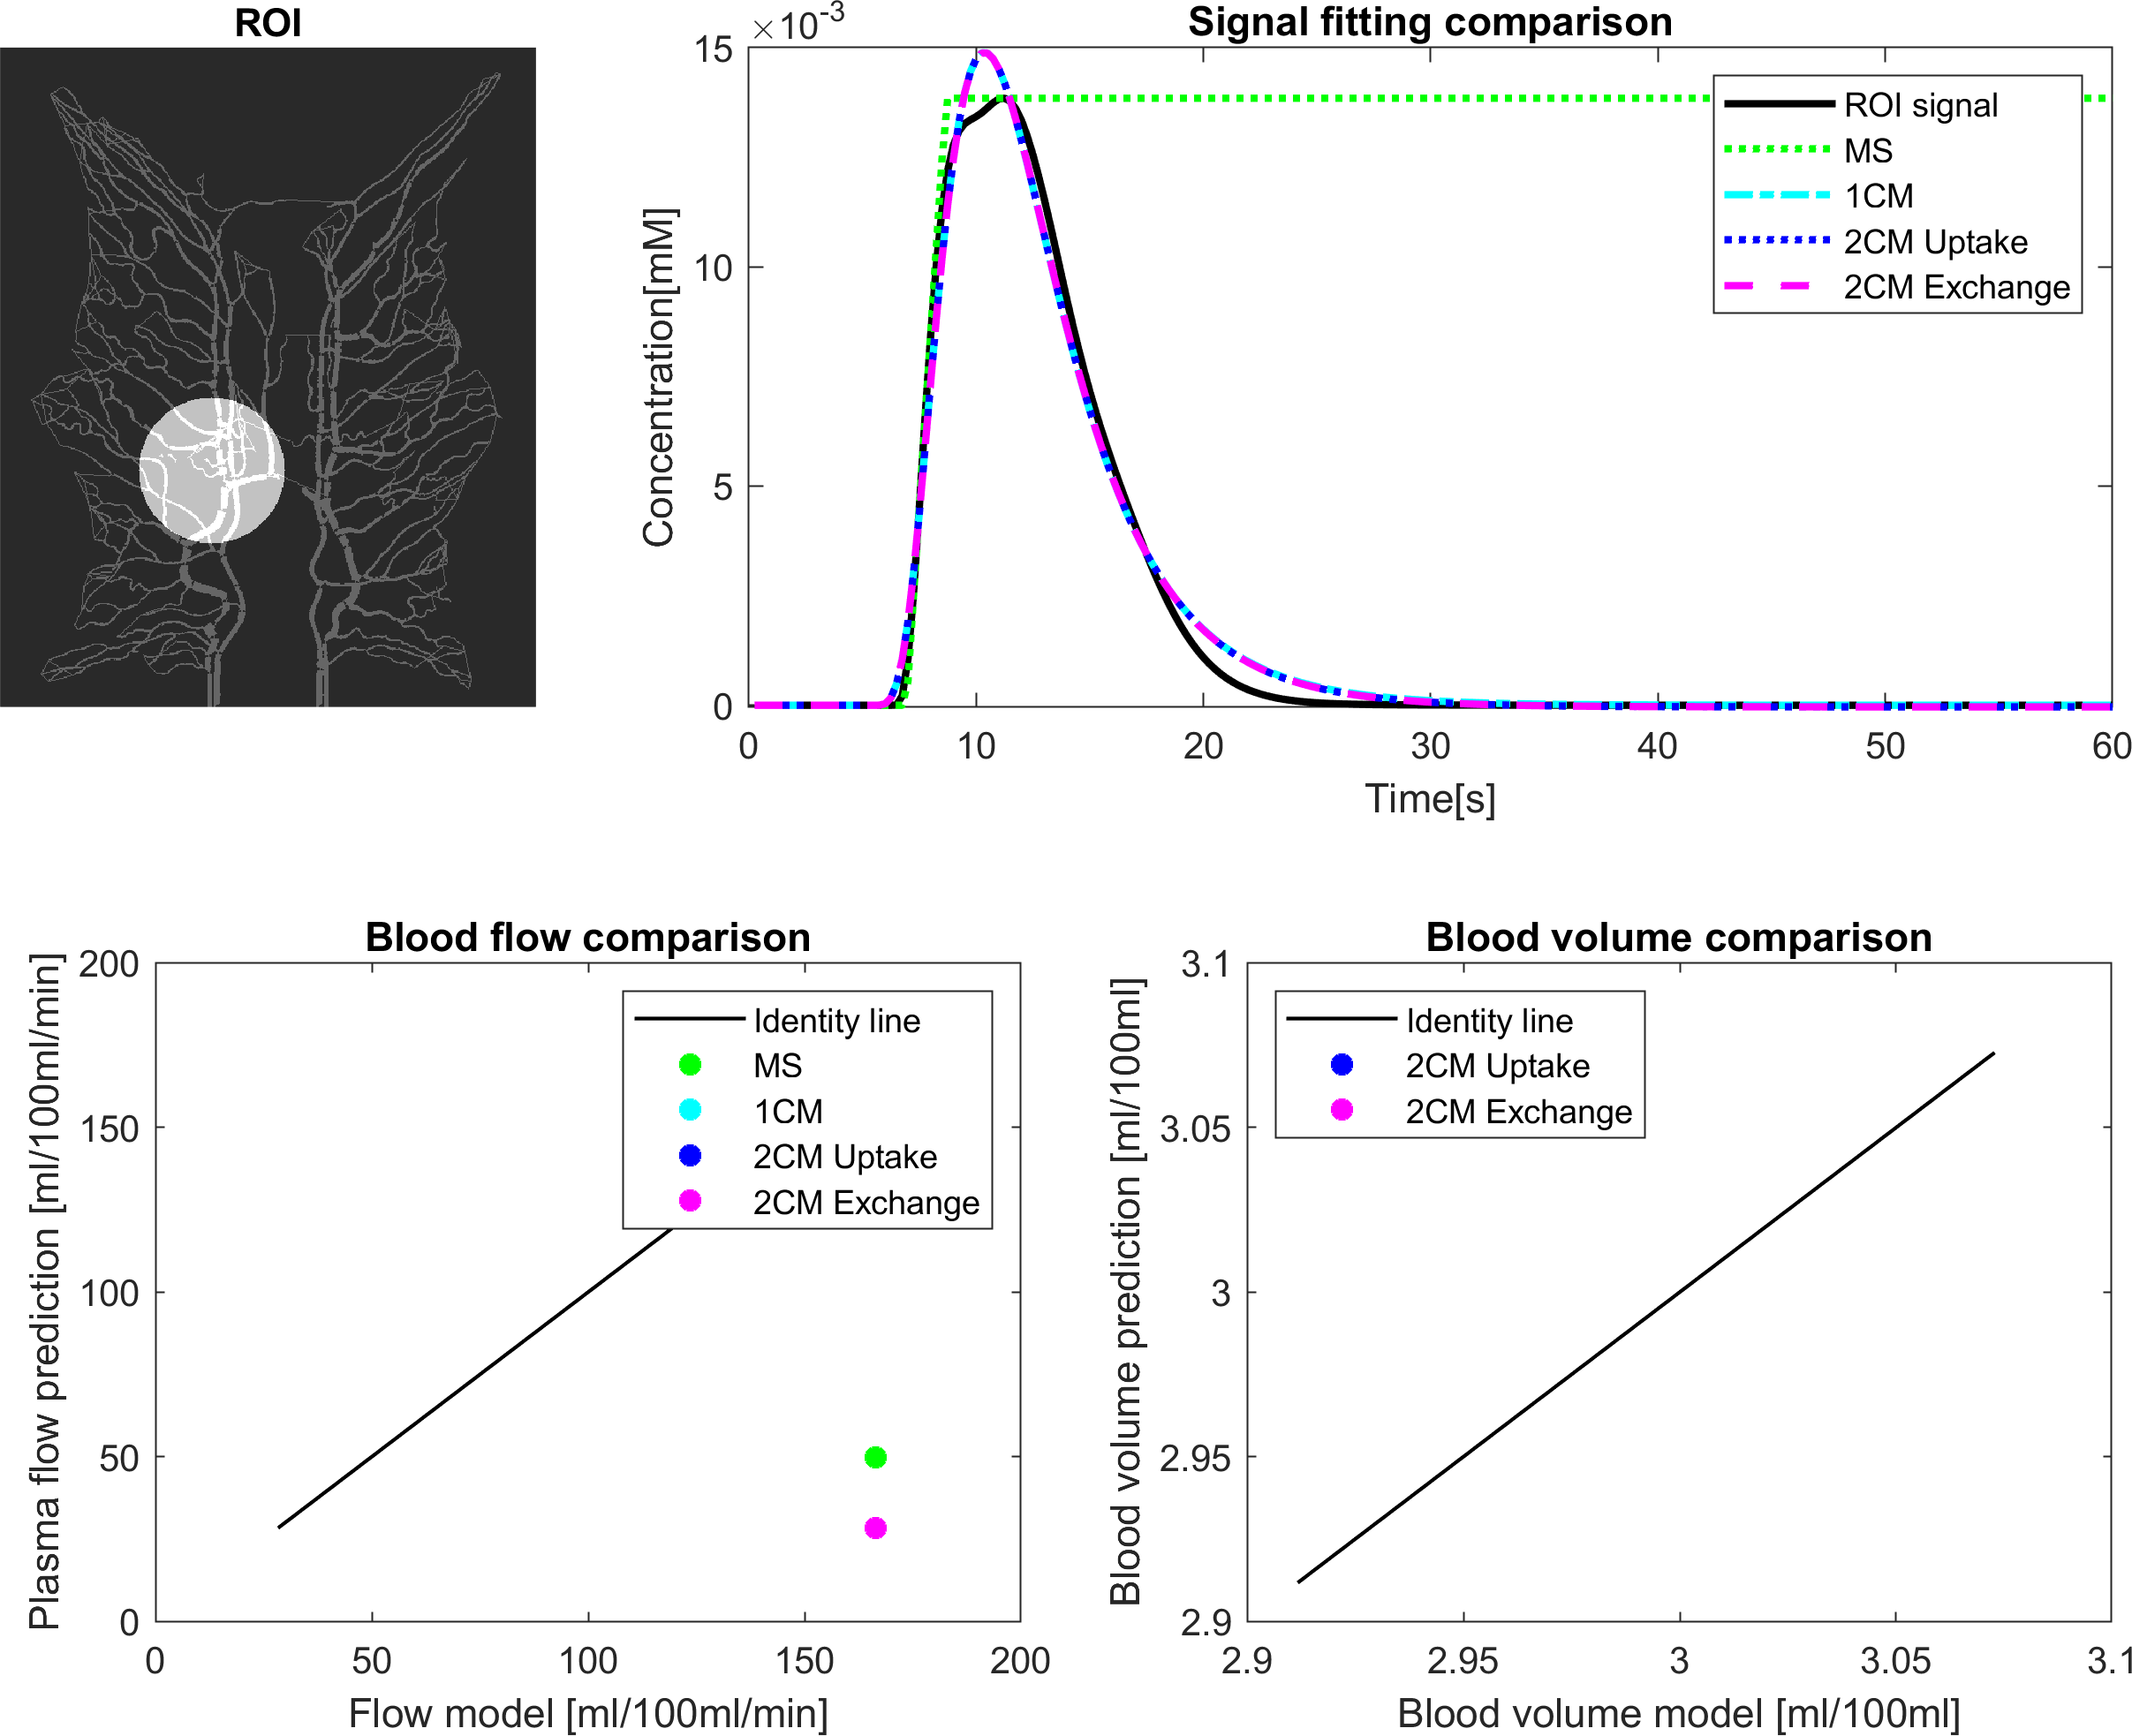 ROI
Signal fitting comparison
×10-3
15
10
5
0
Concentration[mM]
ROI signal
MS
1CM
2CM Uptake
2CM Exchange
0 10 20 30 40 50 60
Time[s]
Blood flow comparison
200
150
100
50
0
Plasma flow prediction [ml/100ml/min]
Identity line
MS
1CM
2CM Uptake
2CM Exchange
0 50 100 150 200
Flow model [ml/100ml/min]
Blood volume comparison
3.1
3.05
3
2.95
2.9
Blood volume prediction [ml/100ml]
Identity line
2CM Uptake
2CM Exchange
2.9 2.95 3 3.05 3.1
Blood volume model [ml/100ml]